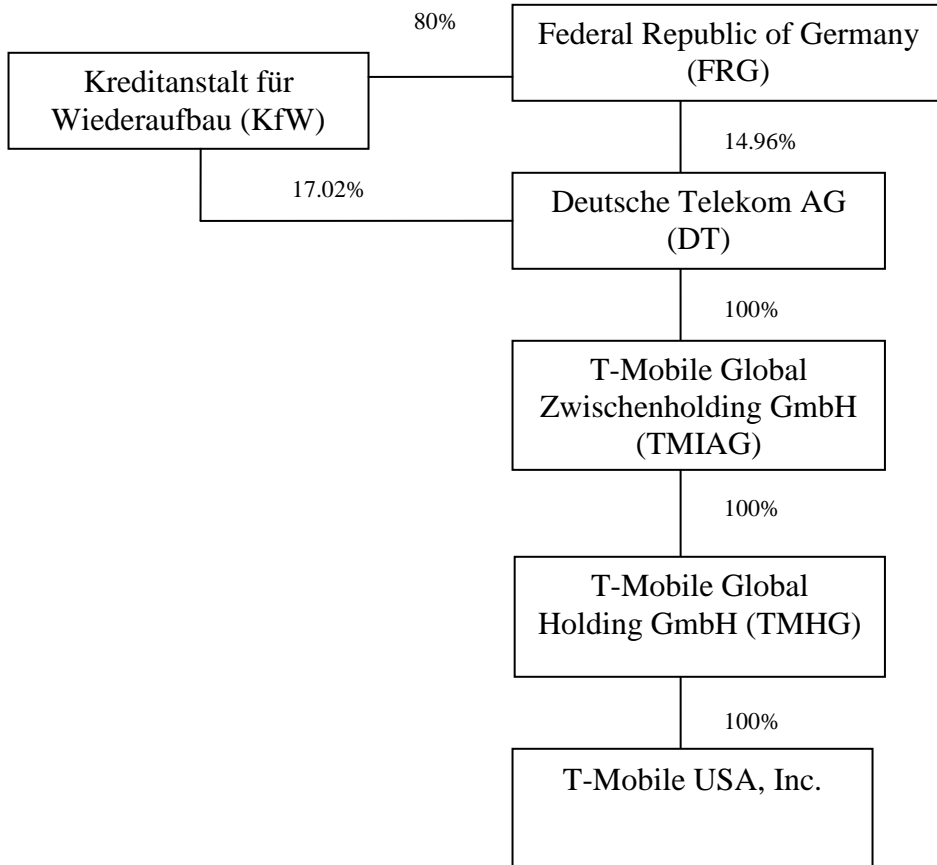 80%
Federal Republic of Germany
(FRG)
Kreditanstalt für
Wiederaufbau (KfW)
14.96%
17.02%
Deutsche Telekom AG
(DT)
100%
T-Mobile Global
Zwischenholding GmbH
(TMIAG)
100%
T-Mobile Global
Holding GmbH (TMHG)
100%
T-Mobile USA, Inc.